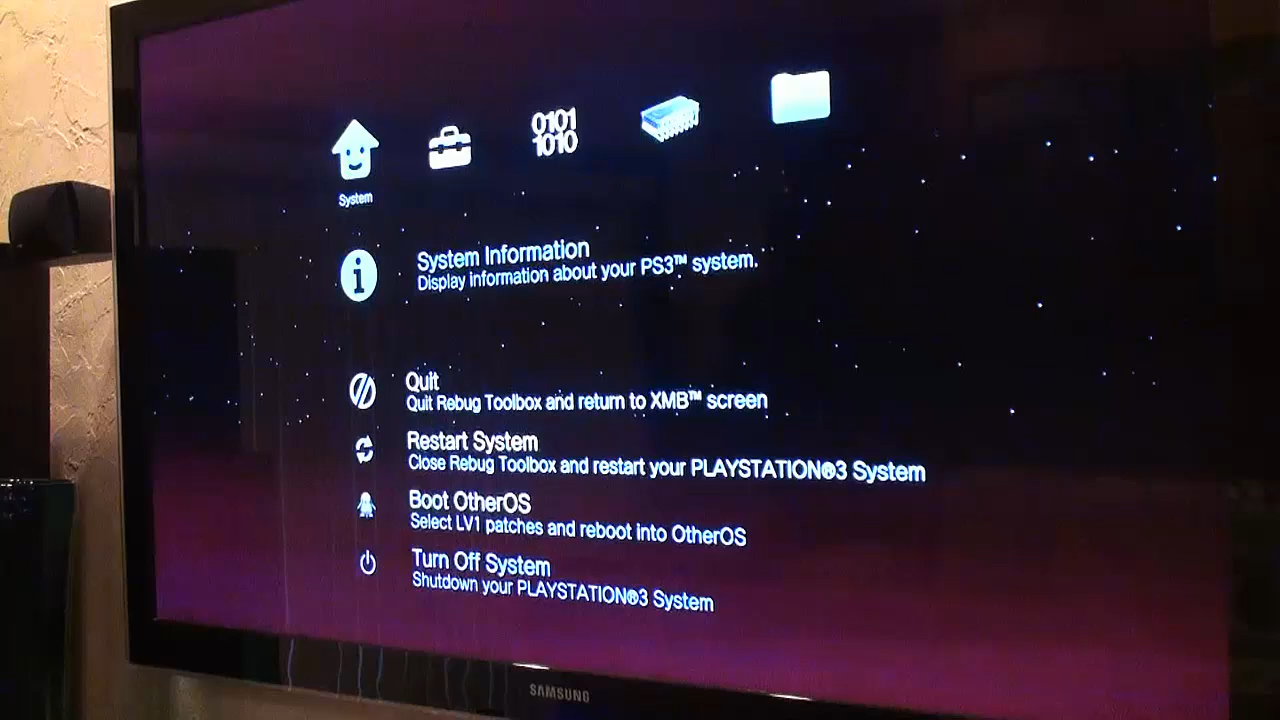 0101
1010
System
System Information
Display information about your PS3™ system.
Quit
Quit Rebug Toolbox and return to XMB™ screen
Restart System
Close Rebug Toolbox and restart your PLAYSTATION®3 System
Boot OtherOS
Select LV1 patches and reboot into OtherOS
Turn Off System
Shutdown your PLAYSTATION®3 System
SAMSUNG